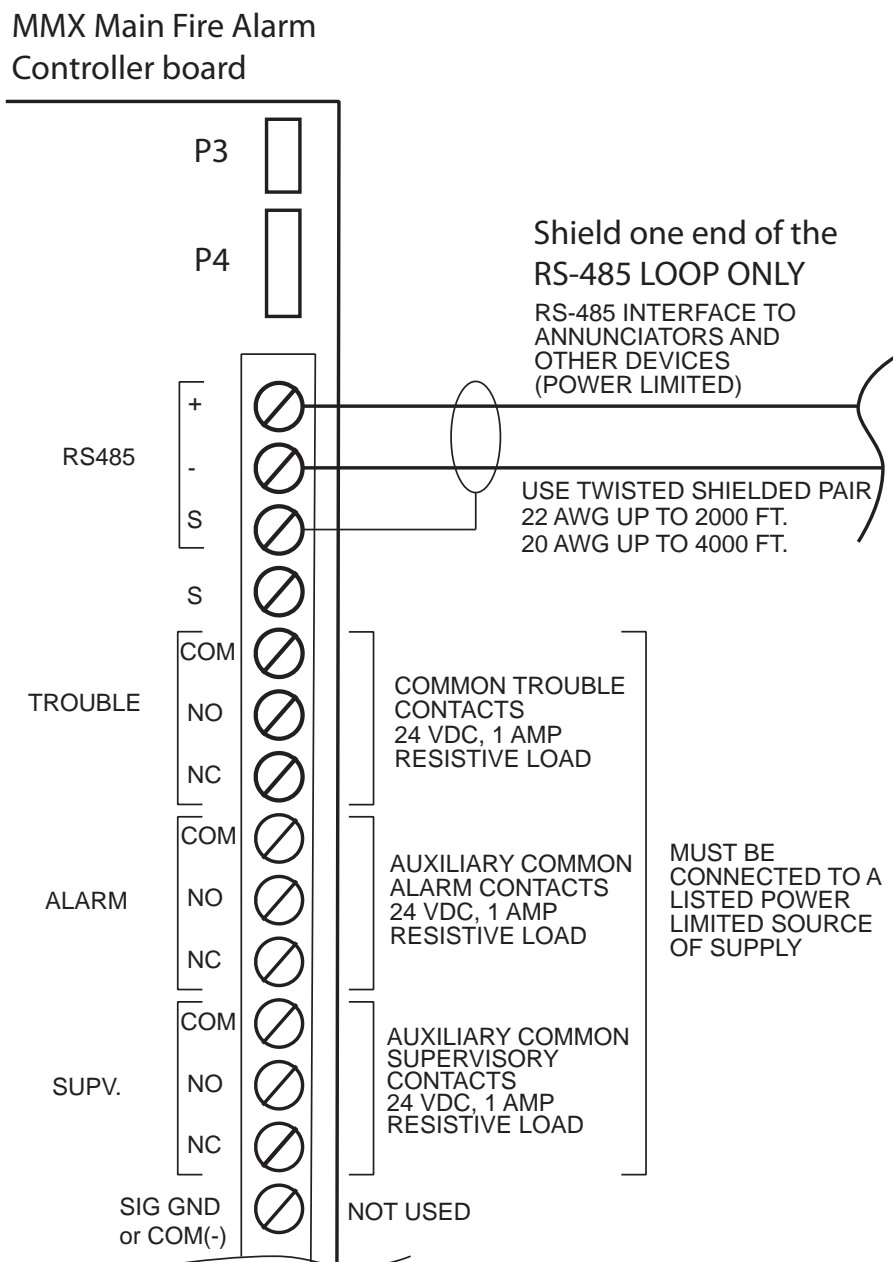 MMX Main Fire Alarm
Controller board
P3
P4
Shield one end of the
RS-485 LOOP ONLY
RS-485 INTERFACE TO
ANNUNCIATORS AND
OTHER DEVICES
(POWER LIMITED)
RS485
+
-
S
USE TWISTED SHIELDED PAIR
22 AWG UP TO 2000 FT.
20 AWG UP TO 4000 FT.
S
TROUBLE
COM
NO
NC
COMMON TROUBLE
CONTACTS
24 VDC, 1 AMP
RESISTIVE LOAD
ALARM
COM
NO
NC
AUXILIARY COMMON
ALARM CONTACTS
24 VDC, 1 AMP
RESISTIVE LOAD
MUST BE
CONNECTED TO A
LISTED POWER
LIMITED SOURCE
OF SUPPLY
SUPV.
COM
NO
NC
AUXILIARY COMMON
SUPERVISORY
CONTACTS
24 VDC, 1 AMP
RESISTIVE LOAD
SIG GND
or COM(-)
NOT USED